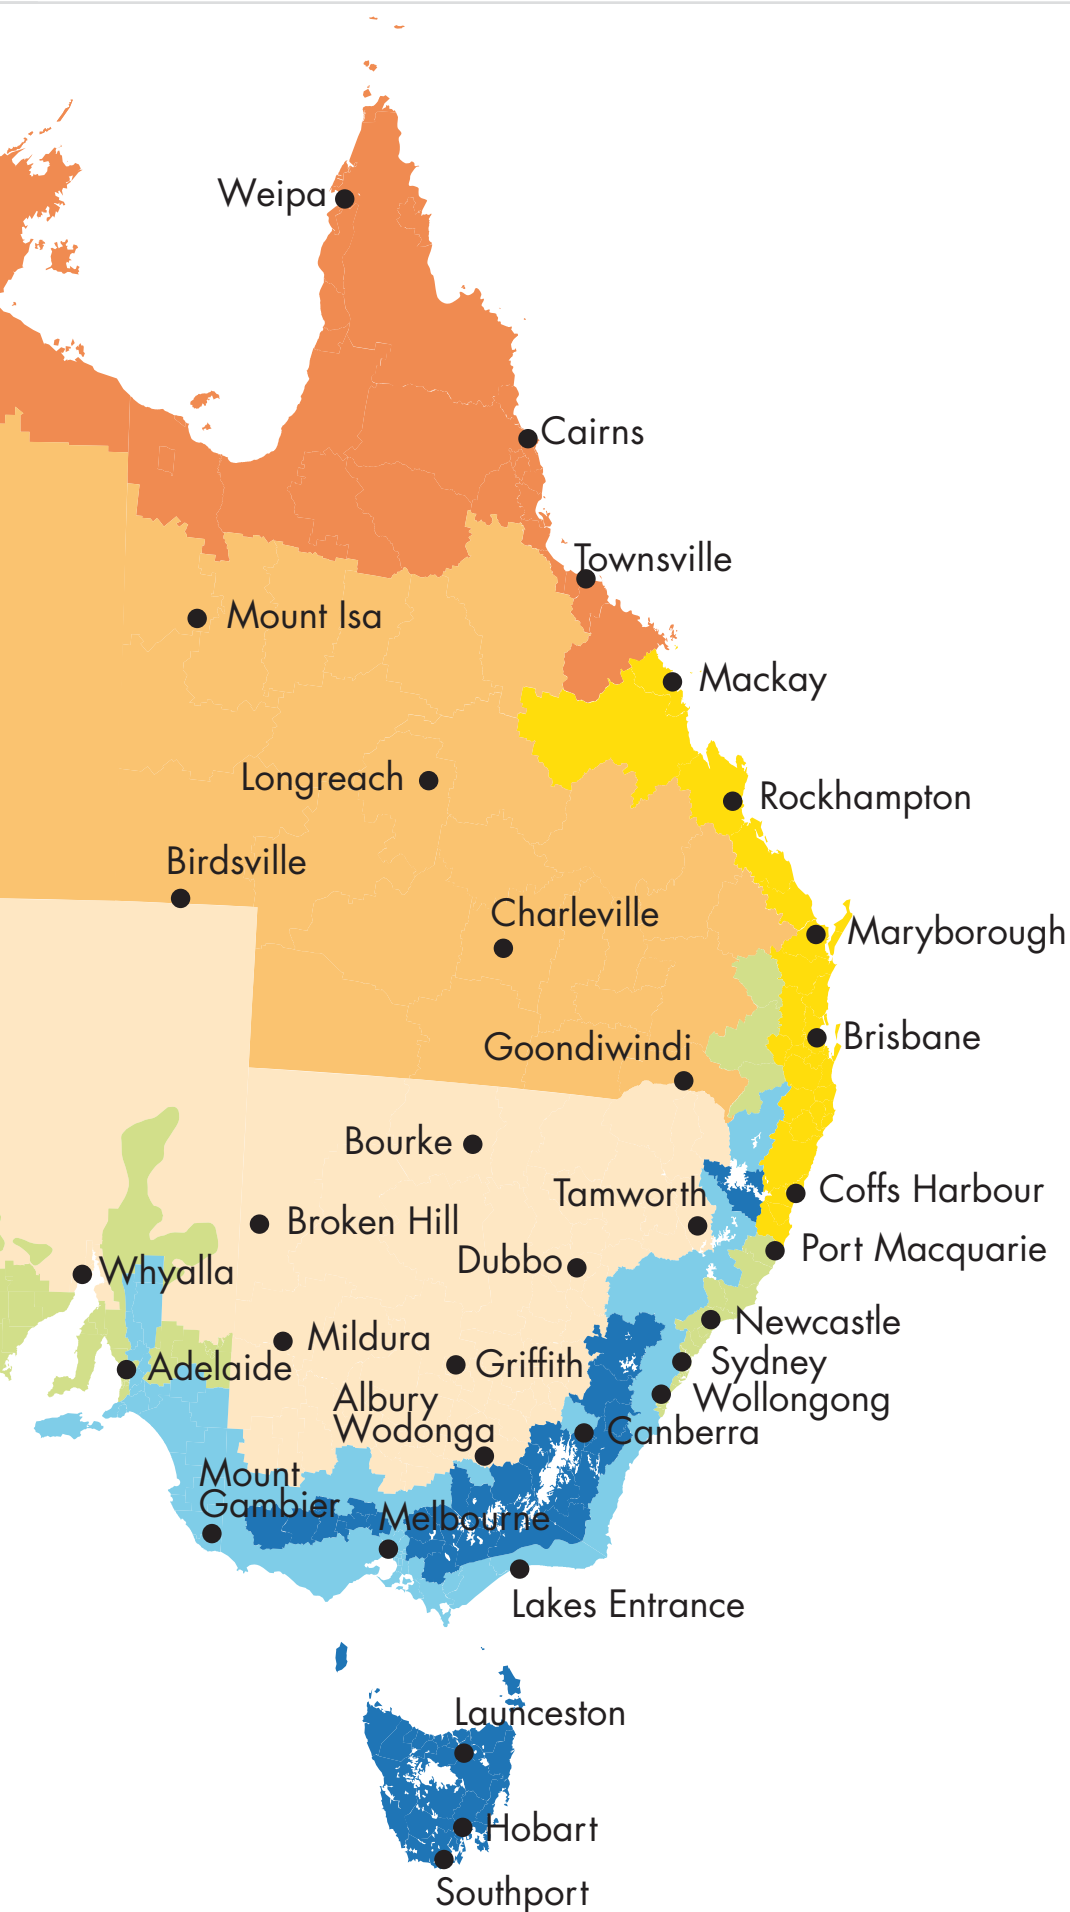 Weipa
Cairns
Townsville
Mount Isa
Mackay
Longreach
Rockhampton
Birdsville
Charleville
Maryborough
Goondiwindi
Brisbane
Bourke
Tamworth
Coffs Harbour
Broken Hill
Port Macquarie
Dubbo
Whyalla
Newcastle
Mildura
Griffith
Sydney
Adelaide
Albury
Wodonga
Wollongong
Canberra
Mount
Gambier
Melbourne
Lakes Entrance
Launceston
Hobart
Southport